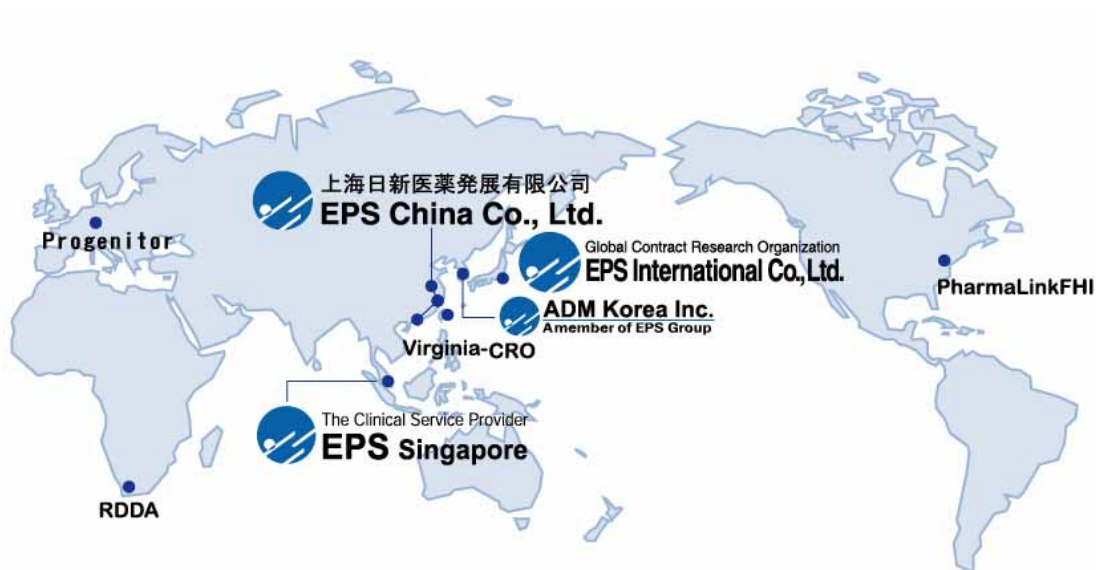 上海日新医薬発展有限公司
EPS China Co., Ltd.
Progenitor
Global Contract Research Organization
EPS International Co., Ltd.
PharmaLinkFHI
ADM Korea Inc.
A member of EPS Group
Virginia-CRO
The Clinical Service Provider
EPS Singapore
RDDA